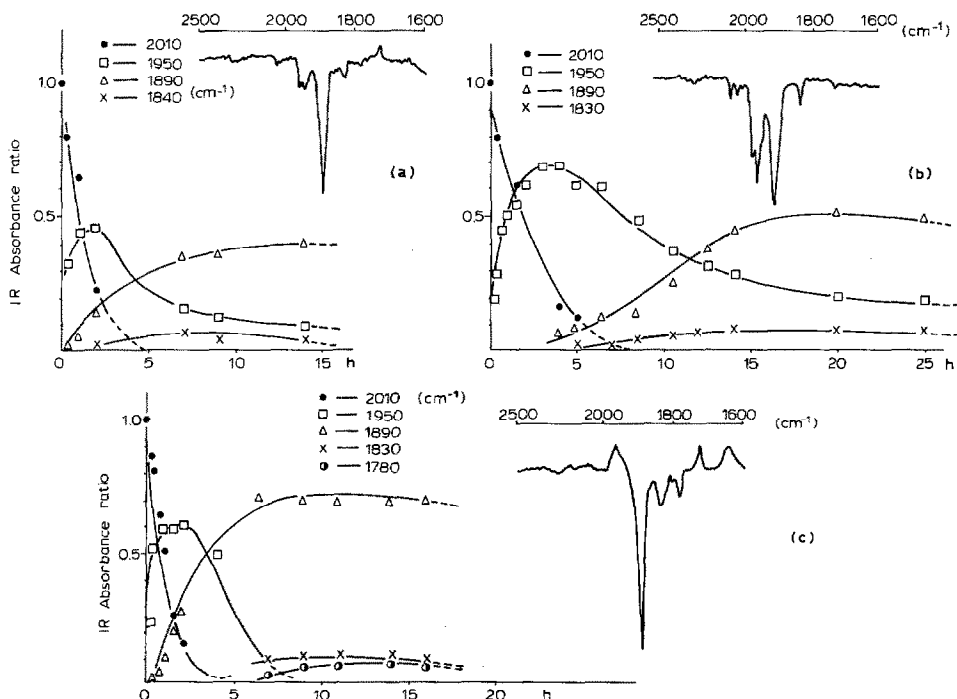 2500 2000 1800 1600
2010
1950
1890
1840 (cm⁻¹)
1.0
0.5
IR Absorbance ratio
(a)
0 5 10 15 h
2500 2000 1800 1600 (cm⁻¹)
2010
1950
1890
1830
(b)
0.5
0 5 10 15 20 25 h
2010 (cm⁻¹)
1950
1890
1830
1780
1.0
0.5
IR Absorbance ratio
0 5 10 15 20 h
2500 2000 1800 1600
(cm⁻¹)
(c)